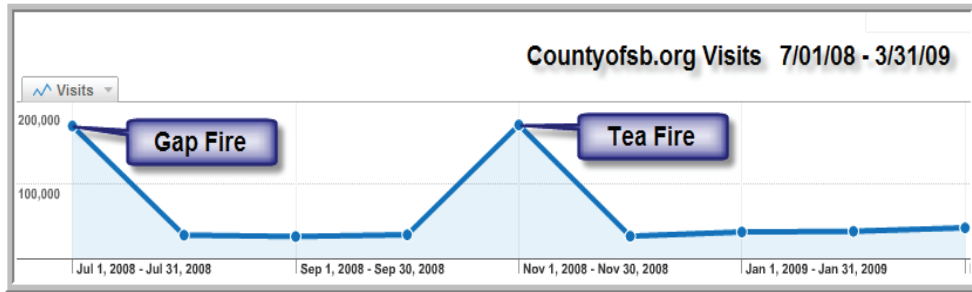 Countyofsb.org Visits 7/01/08 - 3/31/09
Visits
200,000
Gap Fire
Tea Fire
100,000
Jul 1, 2008 - Jul 31, 2008
Sep 1, 2008 - Sep 30, 2008
Nov 1, 2008 - Nov 30, 2008
Jan 1, 2009 - Jan 31, 2009